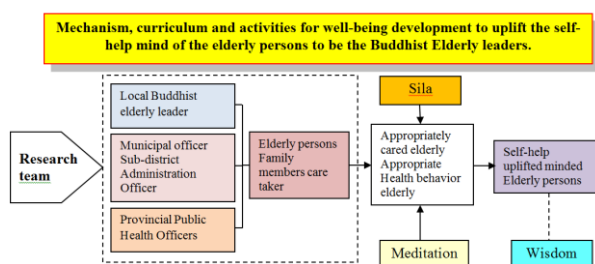 Mechanism, curriculum and activities for well-being development to uplift the self-
help mind of the elderly persons to be the Buddhist Elderly leaders.
Research
team
Local Buddhist
elderly leader
Municipal officer
Sub-district
Administration
Officer
Provincial Public
Health Officers
Elderly persons
Family
members care
taker
Sila
Appropriately
cared elderly
Appropriate
Health behavior
elderly
Meditation
Self-help
uplifted minded
Elderly persons
Wisdom